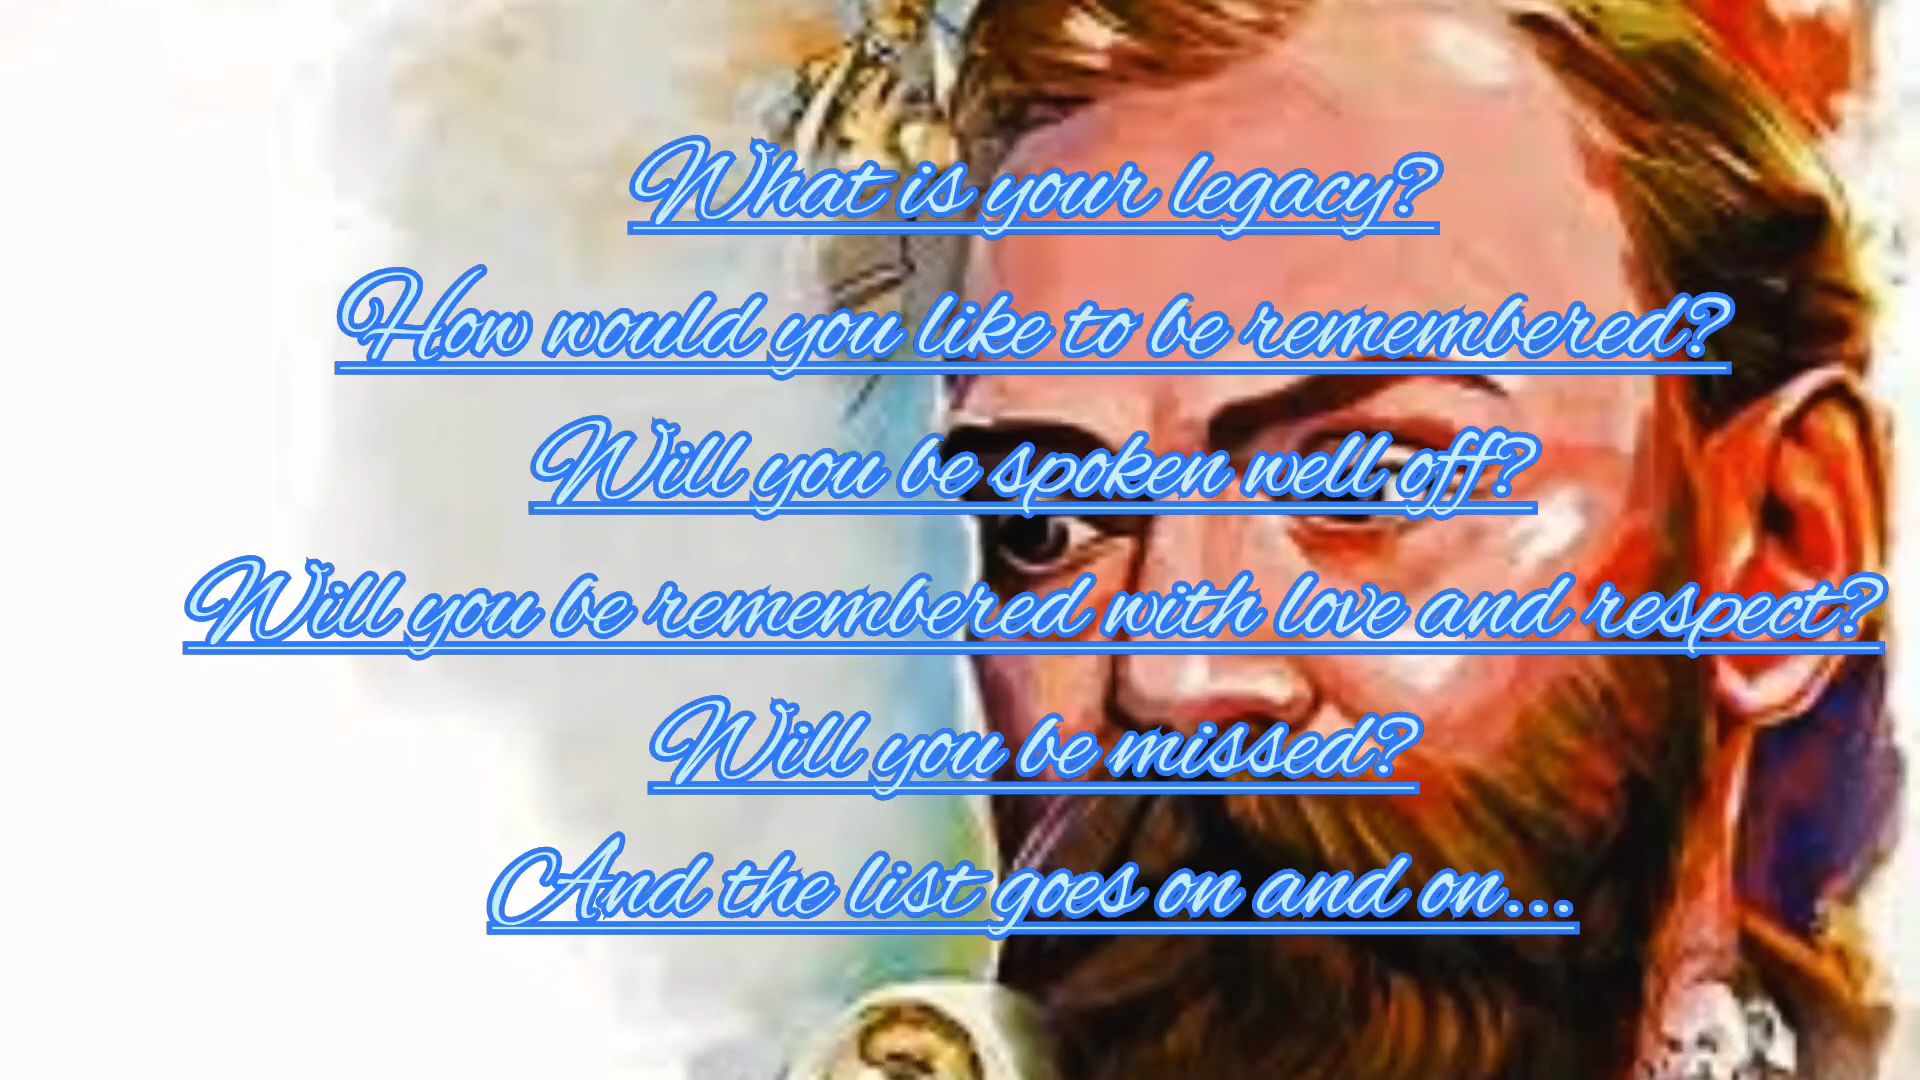 What is your legacy?
How would you like to be remembered?
Will you be spoken well off?
Will you be remembered with love and respect?
Will you be missed?
And the list goes on and on...